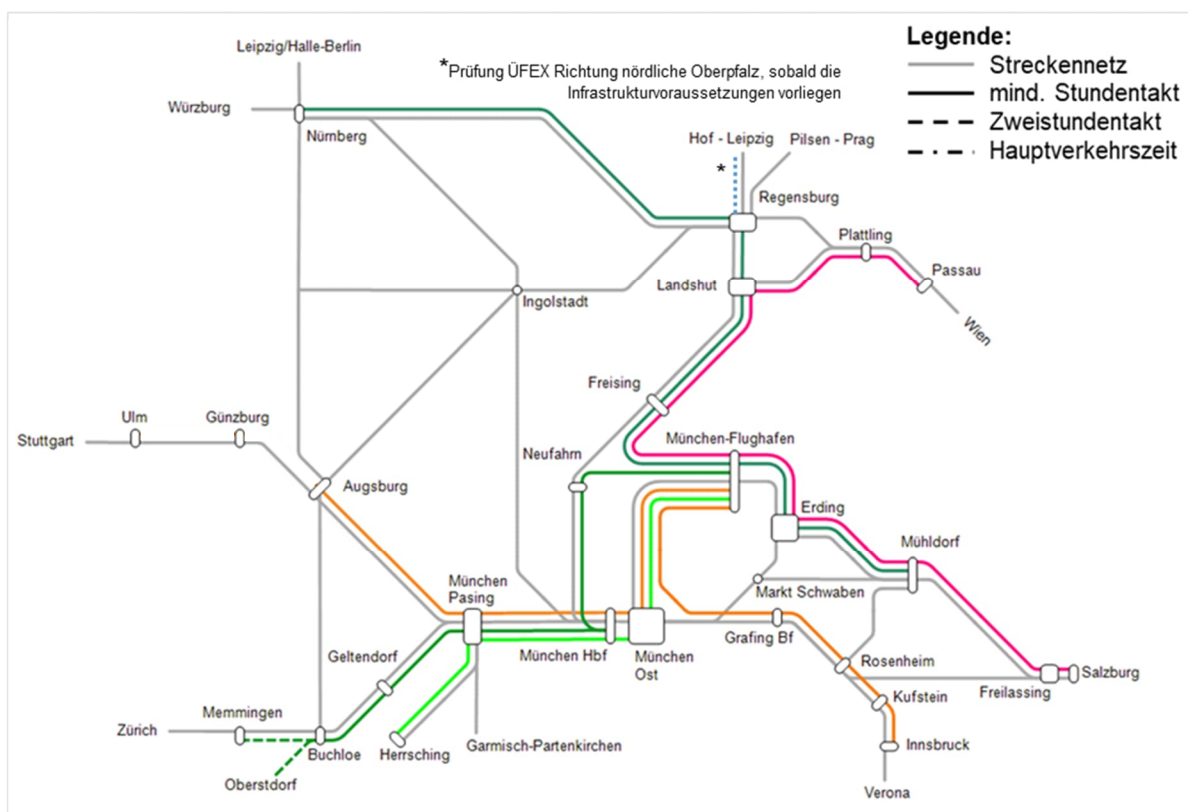 Leipzig/Halle-Berlin
Legende:
Streckennetz
mind. Stundentakt
Zweistundentakt
Hauptverkehrszeit
*Prüfung ÜFEX Richtung nördliche Oberpfalz, sobald die
Infrastrukturvoraussetzungen vorliegen
Würzburg
Nürnberg
Hof - Leipzig
Pilsen - Prag
*
Regensburg
Plattling
Passau
Landshut
Wien
Ingolstadt
Freising
Ulm
Günzburg
Stuttgart
München-Flughafen
Neufahrn
Augsburg
Erding
Mühldorf
München
Pasing
Markt Schwaben
Grafing Bf
München Hbf
München
Ost
Geltendorf
Rosenheim
Salzburg
Freilassing
Kufstein
Memmingen
Zürich
Buchloe
Herrsching
Garmisch-Partenkirchen
Innsbruck
Oberstdorf
Verona